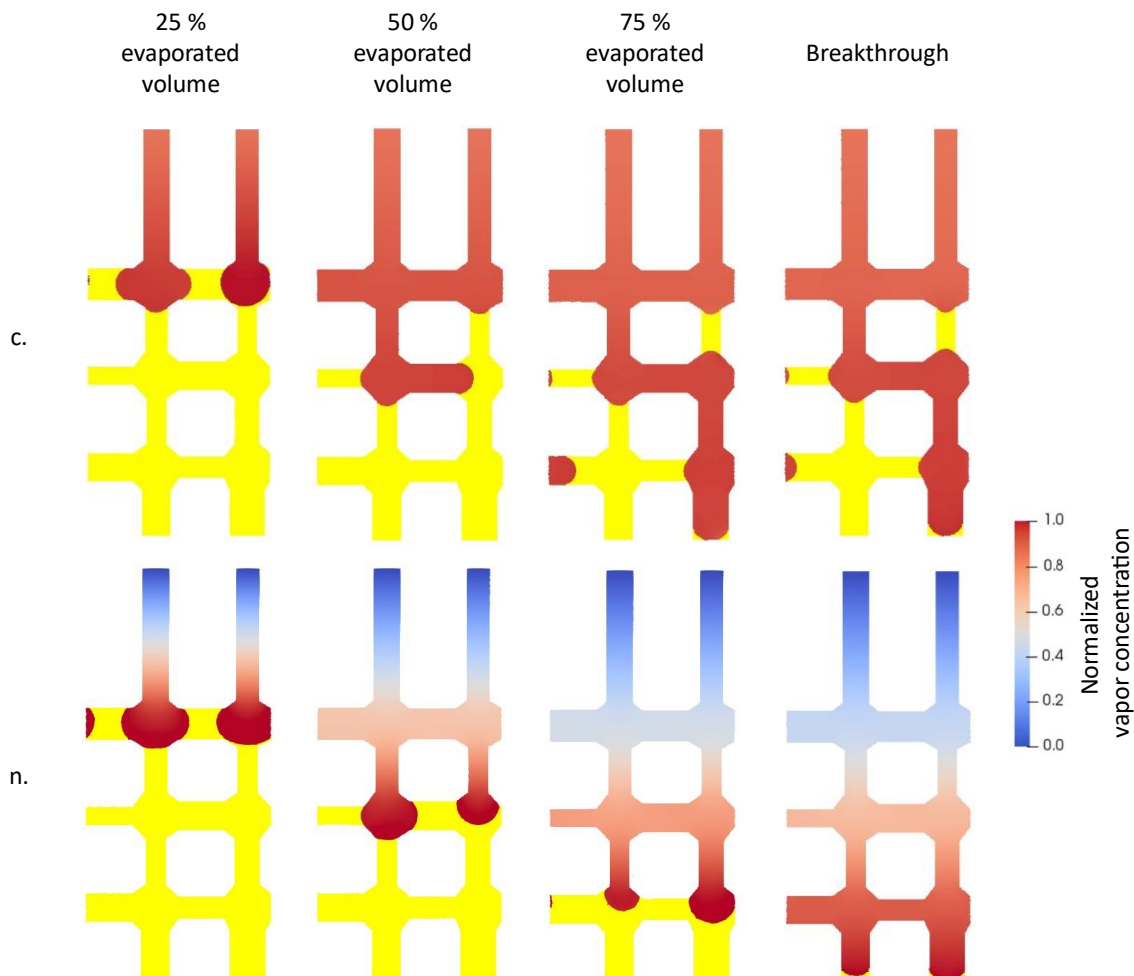 25 %
evaporated
volume
50 %
evaporated
volume
75 %
evaporated
volume
Breakthrough
c.
n.
1.0
0.8
0.6
0.4
0.2
0.0
Normalized
vapor concentration